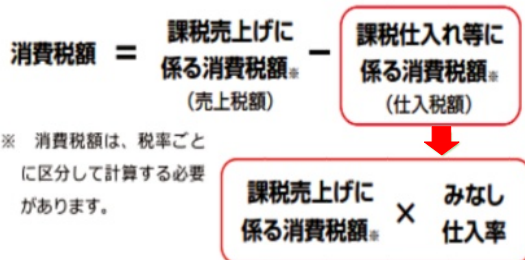 消費税額 ＝ 課税売上げに係る消費税額※（売上税額） － 課税仕入れ等に係る消費税額※（仕入税額）
※ 消費税額は、税率ごと
に区分して計算する必要
があります。
課税売上げに
係る消費税額※ × みなし
仕入率